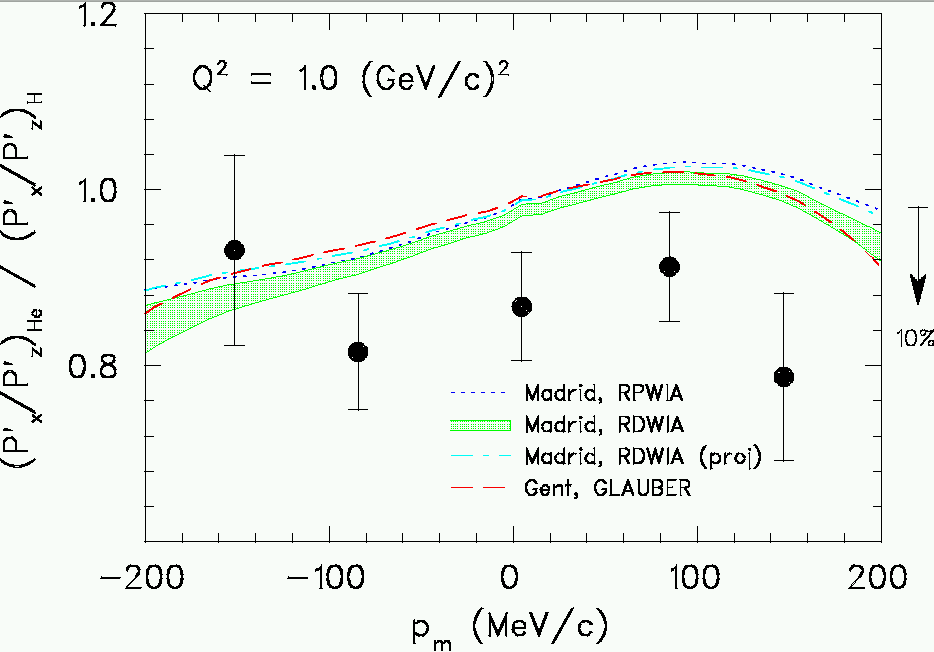 1.2
Q² = 1.0 (GeV/c)²
1.0
0.8
10%
(P'x/P'z)He / (P'x/P'z)H
Madrid, RPWIA
Madrid, RDWIA
Madrid, RDWIA (proj)
Gent, GLAUBER
−200 −100 0 100 200
pm (MeV/c)